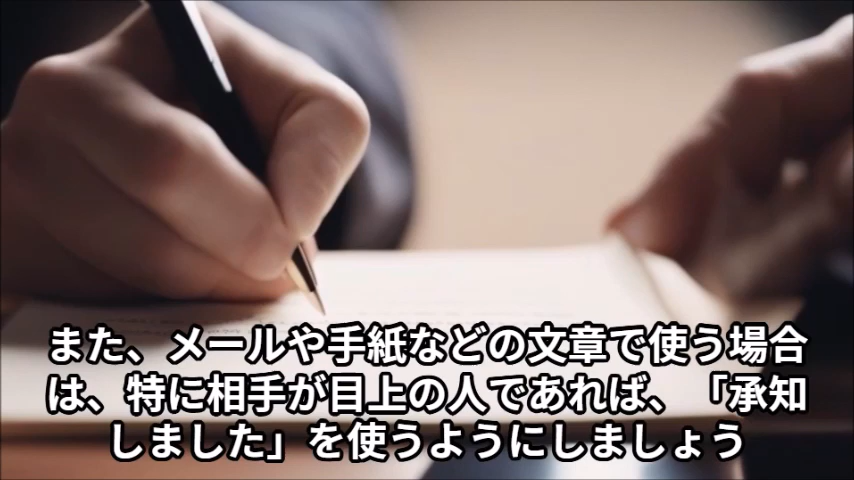 また、メールや手紙などの文章で使う場合
は、特に相手が目上の人であれば、「承知
しました」を使うようにしましょう